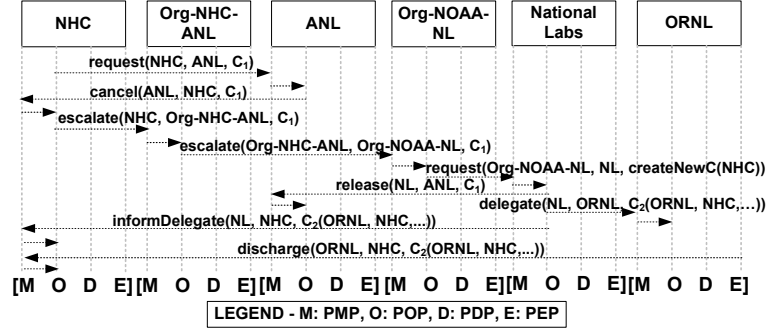 NHC Org-NHC-ANL ANL Org-NOAA-NL National Labs ORNL
request(NHC, ANL, C₁)
cancel(ANL, NHC, C₁)
escalate(NHC, Org-NHC-ANL, C₁)
escalate(Org-NHC-ANL, Org-NOAA-NL, C₁)
request(Org-NOAA-NL, NL, createNewC(NHC))
release(NL, ANL, C₁)
delegate(NL, ORNL, C₂(ORNL, NHC,…))
informDelegate(NL, NHC, C₂(ORNL, NHC,...))
discharge(ORNL, NHC, C₂(ORNL, NHC,...))
[M O D E][M O D E][M O D E][M O D E][M O D E][M O D E]
LEGEND - M: PMP, O: POP, D: PDP, E: PEP